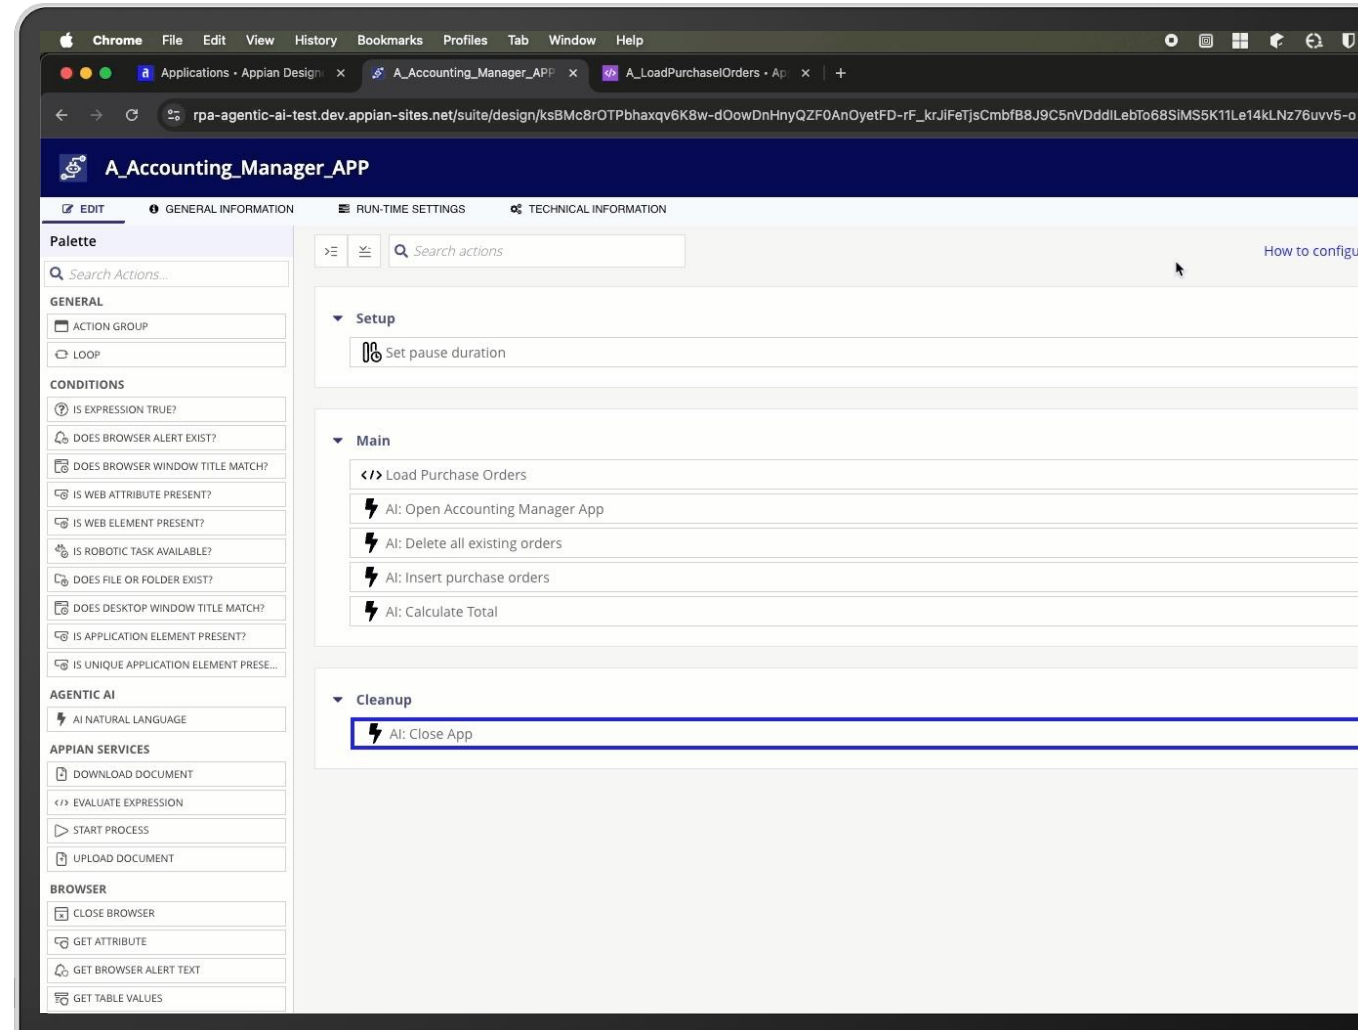 Chrome File Edit View History Bookmarks Profiles Tab Window Help
Applications • Appian Design
A_Accounting_Manager_APP
A_LoadPurchaselOrders • Ap
rpa-agentic-ai-test.dev.appian-sites.net/suite/design/ksBMc8rOTPbhaxqv6K8w-dOowDnHnyQZF0AnOyetFD-rF_krJiFeTjsCmbfB8J9C5nVDddlLebTo68SiMS5K11Le14kLNz76uvv5-o
A_Accounting_Manager_APP
EDIT
GENERAL INFORMATION
RUN-TIME SETTINGS
TECHNICAL INFORMATION
Palette
Search Actions...
GENERAL
ACTION GROUP
LOOP
CONDITIONS
IS EXPRESSION TRUE?
DOES BROWSER ALERT EXIST?
DOES BROWSER WINDOW TITLE MATCH?
IS WEB ATTRIBUTE PRESENT?
IS WEB ELEMENT PRESENT?
IS ROBOTIC TASK AVAILABLE?
DOES FILE OR FOLDER EXIST?
DOES DESKTOP WINDOW TITLE MATCH?
IS APPLICATION ELEMENT PRESENT?
IS UNIQUE APPLICATION ELEMENT PRESE...
AGENTIC AI
AI NATURAL LANGUAGE
APPIAN SERVICES
DOWNLOAD DOCUMENT
EVALUATE EXPRESSION
START PROCESS
UPLOAD DOCUMENT
BROWSER
CLOSE BROWSER
GET ATTRIBUTE
GET BROWSER ALERT TEXT
GET TABLE VALUES
Search actions
How to configu
Setup
Set pause duration
Main
Load Purchase Orders
AI: Open Accounting Manager App
AI: Delete all existing orders
AI: Insert purchase orders
AI: Calculate Total
Cleanup
AI: Close App